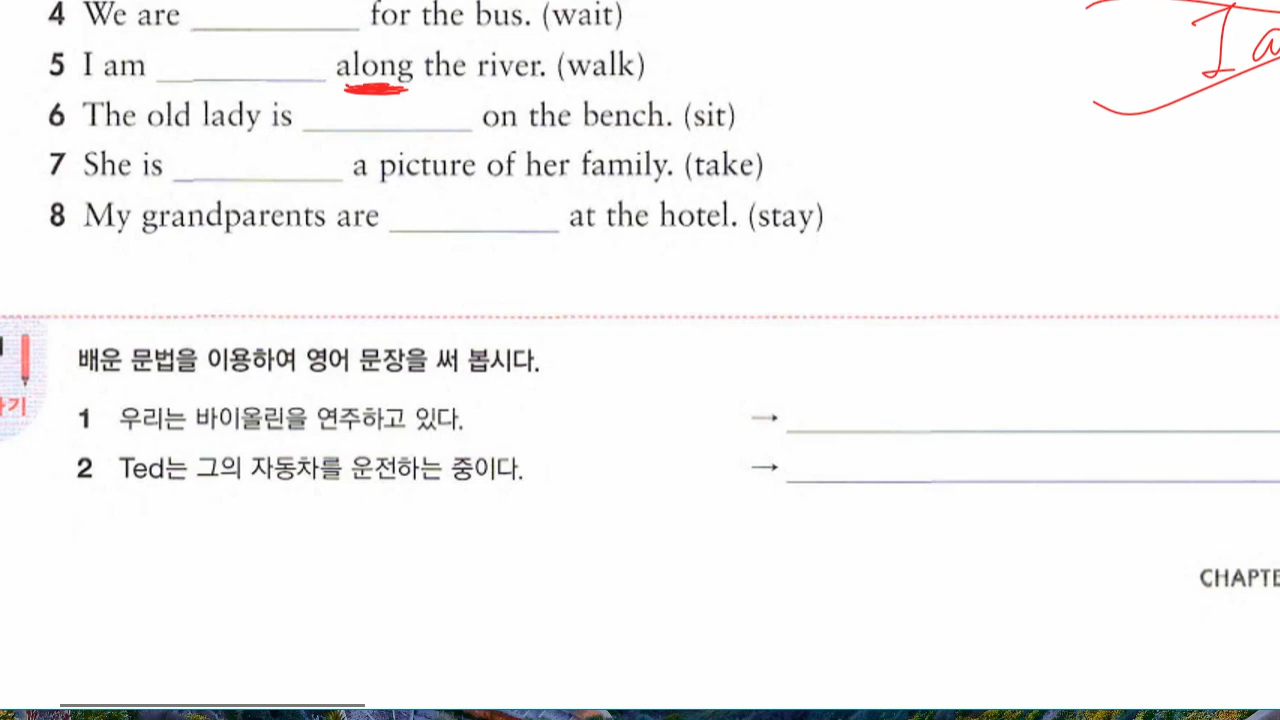 4 We are __________ for the bus. (wait)
5 I am __________ along the river. (walk)
6 The old lady is __________ on the bench. (sit)
7 She is __________ a picture of her family. (take)
8 My grandparents are __________ at the hotel. (stay)
I a
배운 문법을 이용하여 영어 문장을 써 봅시다.
1 우리는 바이올린을 연주하고 있다. →
2 Ted는 그의 자동차를 운전하는 중이다. →
CHAPTE